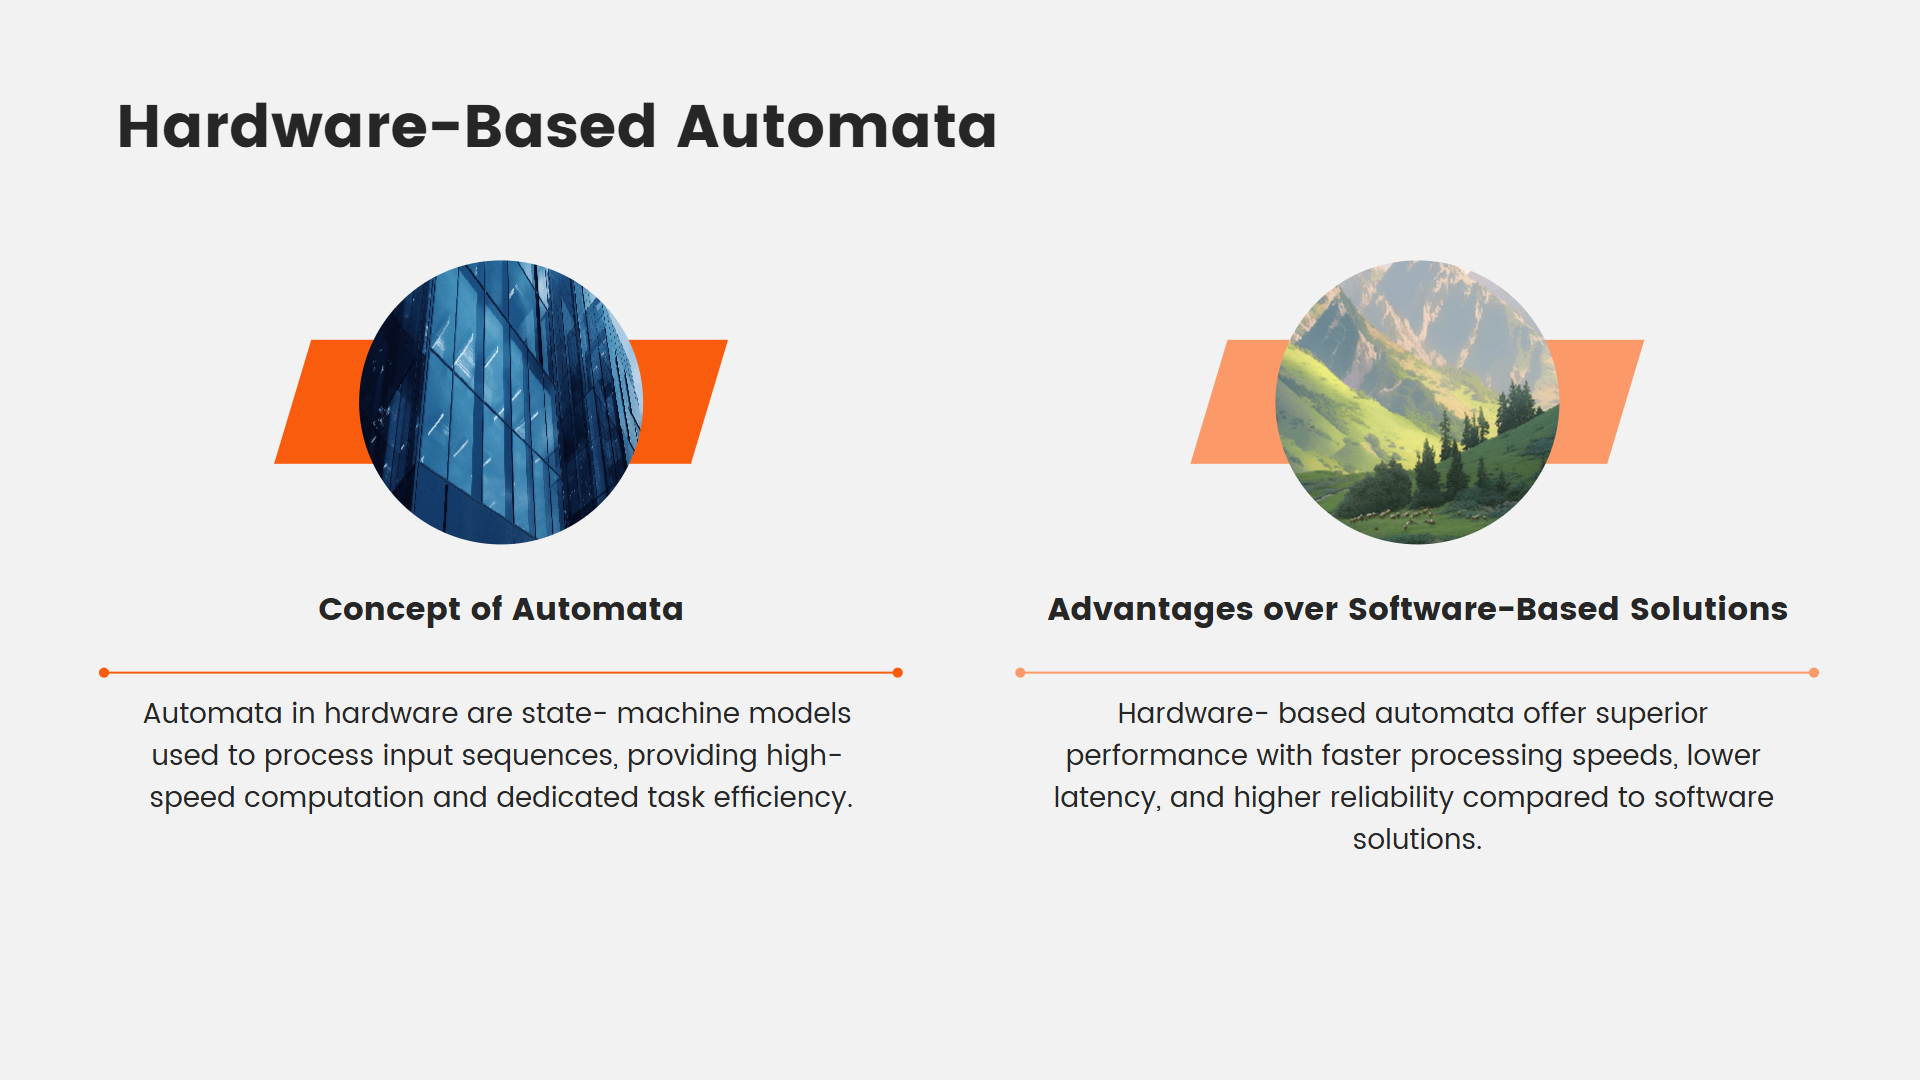 Hardware-Based Automata
Concept of Automata
Automata in hardware are state- machine models
used to process input sequences, providing high-
speed computation and dedicated task efficiency.
Advantages over Software-Based Solutions
Hardware- based automata offer superior
performance with faster processing speeds, lower
latency, and higher reliability compared to software
solutions.